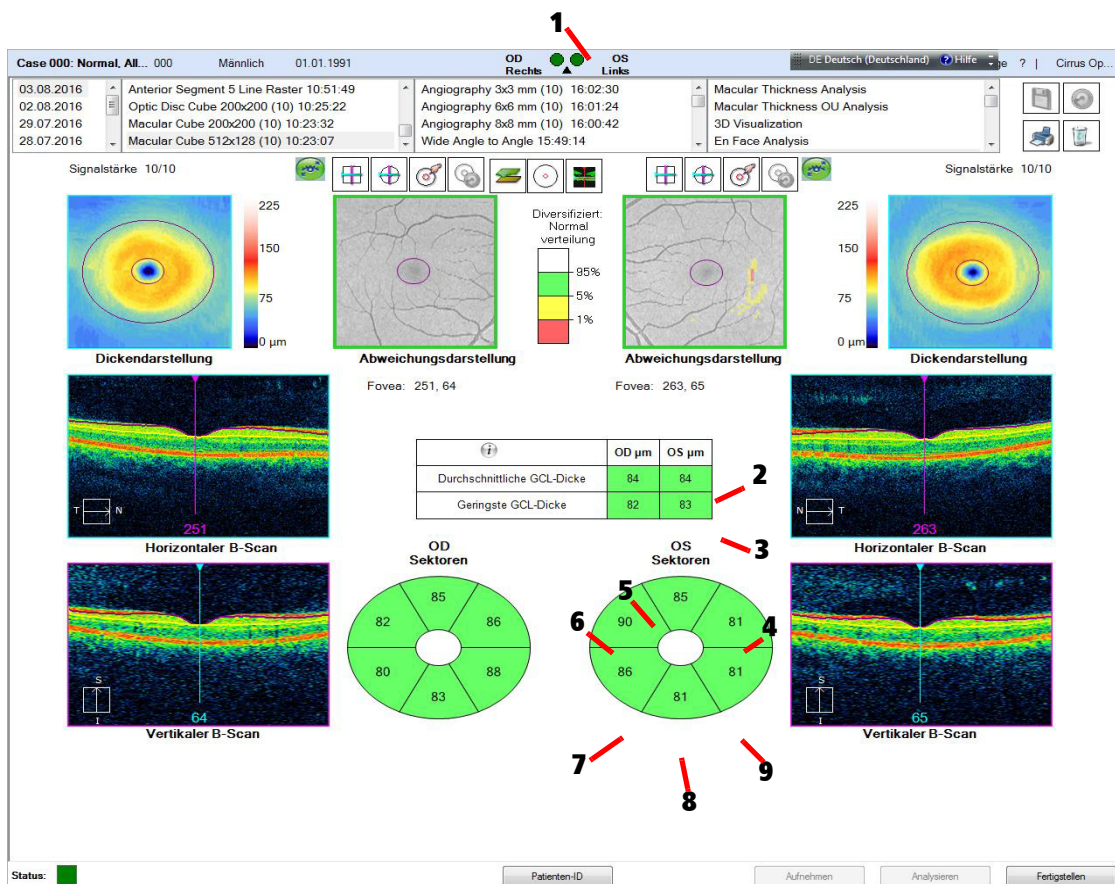 1
Case 000: Normal, All... 000 Männlich 01.01.1991 OD Rechts OS Links DE Deutsch (Deutschland) Hilfe ge ? | Cirrus Op...
03.08.2016
02.08.2016
29.07.2016
28.07.2016
Anterior Segment 5 Line Raster 10:51:49
Optic Disc Cube 200x200 (10) 10:25:22
Macular Cube 200x200 (10) 10:23:32
Macular Cube 512x128 (10) 10:23:07
Angiography 3x3 mm (10) 16:02:30
Angiography 6x6 mm (10) 16:01:24
Angiography 8x8 mm (10) 16:00:42
Wide Angle to Angle 15:49:14
Macular Thickness Analysis
Macular Thickness OU Analysis
3D Visualization
En Face Analysis
Signalstärke 10/10
Signalstärke 10/10
225
150
75
0 µm
Dickendarstellung
Abweichungsdarstellung
Diversifiziert:
Normal
verteilung
95%
5%
1%
Abweichungsdarstellung
225
150
75
0 µm
Dickendarstellung
Fovea: 251, 64
Fovea: 263, 65
i OD µm OS µm
Durchschnittliche GCL-Dicke 84 84
Geringste GCL-Dicke 82 83
2
3
T N
251
Horizontaler B-Scan
N T
263
Horizontaler B-Scan
OD
Sektoren
85
82 86
80 88
83
OS
Sektoren
5
6
4
85
90 81
86 81
81
7
8
9
S
I
64
Vertikaler B-Scan
S
I
65
Vertikaler B-Scan
Status: Patienten-ID Aufnehmen Analysieren Fertigstellen